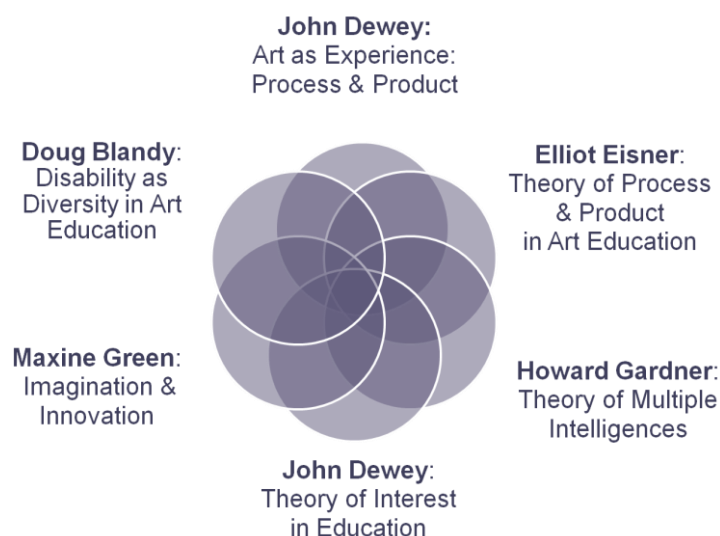 John Dewey:
Art as Experience:
Process & Product
Doug Blandy:
Disability as
Diversity in Art
Education
Elliot Eisner:
Theory of Process
& Product
in Art Education
Maxine Green:
Imagination &
Innovation
Howard Gardner:
Theory of Multiple
Intelligences
John Dewey:
Theory of Interest
in Education